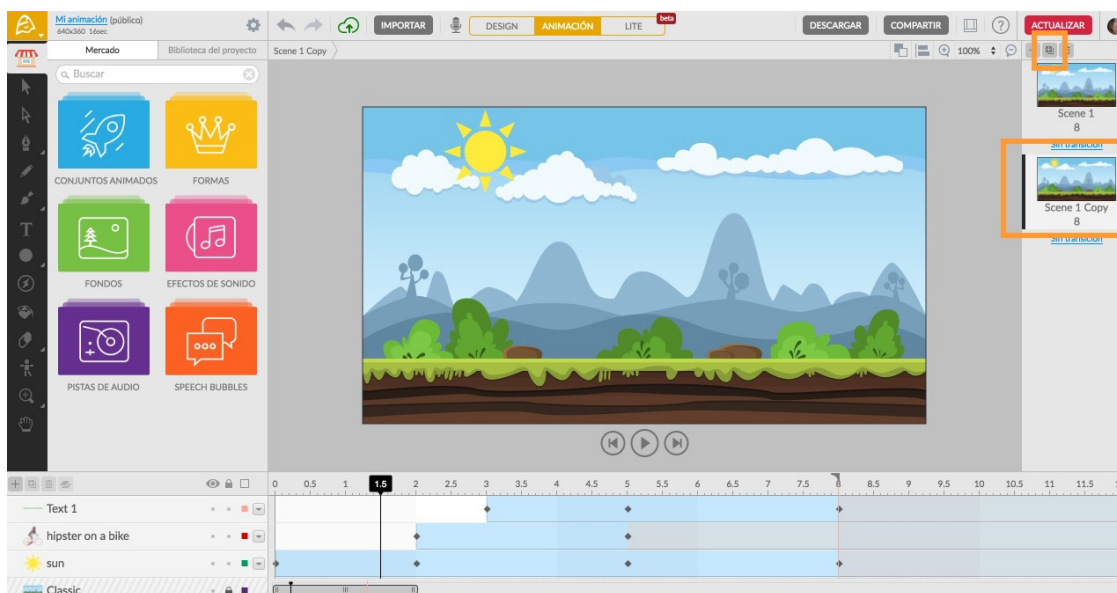 Mi animación (público)
640x360 16sec
IMPORTAR
DESIGN
ANIMACIÓN
LITE
beta
DESCARGAR
COMPARTIR
?
ACTUALIZAR
Mercado
Biblioteca del proyecto
Scene 1 Copy
100%
Buscar
CONJUNTOS ANIMADOS
FORMAS
FONDOS
EFECTOS DE SONIDO
PISTAS DE AUDIO
SPEECH BUBBLES
T
Scene 1
8
Sin transición
Scene 1 Copy
8
Sin transición
0 0.5 1 1.5 2 2.5 3 3.5 4 4.5 5 5.5 6 6.5 7 7.5 8 8.5 9 9.5 10 10.5 11 11.5
Text 1
hipster on a bike
sun
Classic